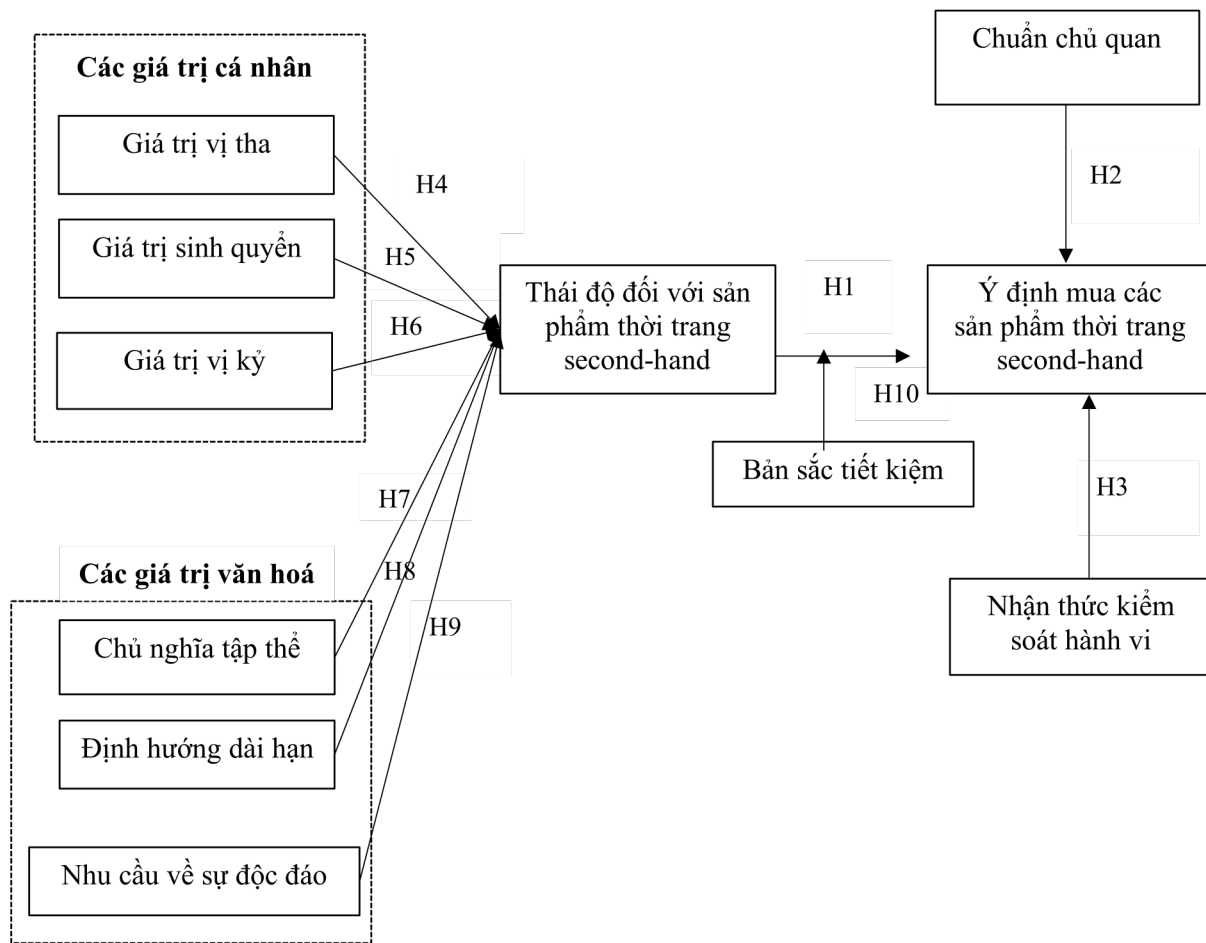 Chuẩn chủ quan
Các giá trị cá nhân
Giá trị vị tha
H4
H2
Giá trị sinh quyển
H5
Thái độ đối với sản
phẩm thời trang
second-hand
H1
Ý định mua các
sản phẩm thời trang
second-hand
H6
Giá trị vị kỷ
H10
Bản sắc tiết kiệm
H7
H3
Các giá trị văn hoá
H8
Nhận thức kiểm
soát hành vi
H9
Chủ nghĩa tập thể
Định hướng dài hạn
Nhu cầu về sự độc đáo